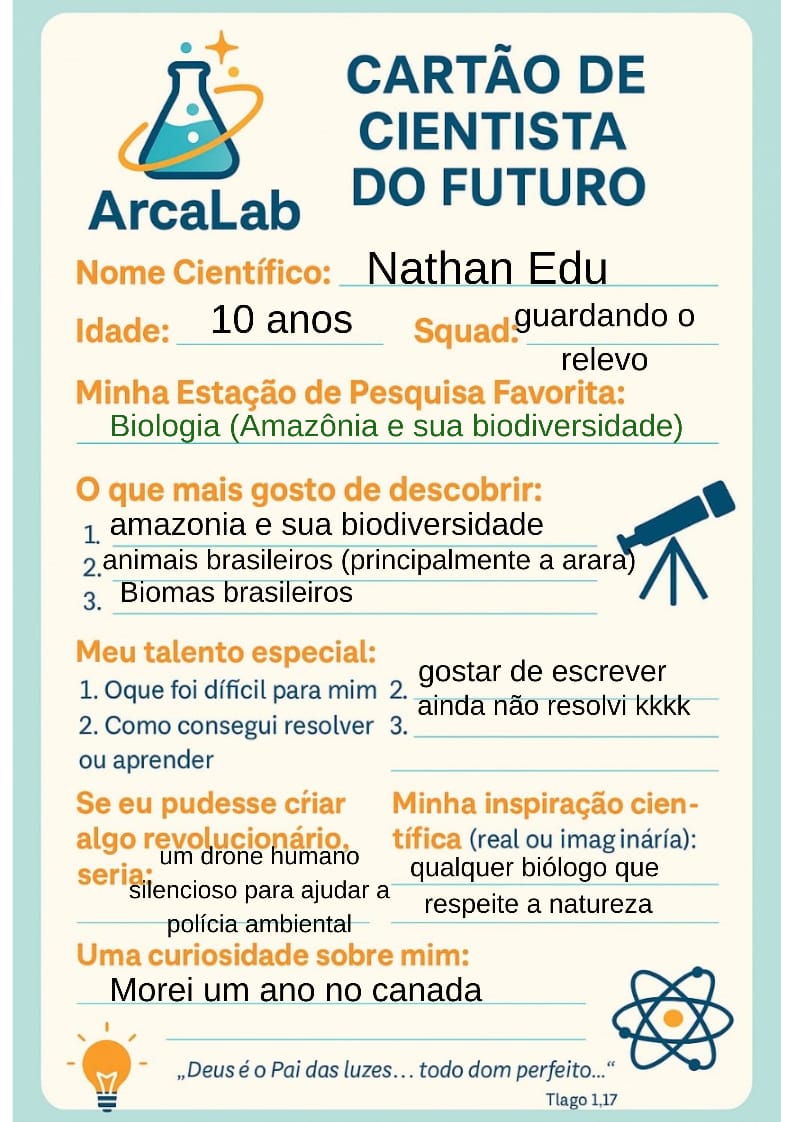 ArcaLab
CARTÃO DE
CIENTISTA
DO FUTURO
Nome Científico: Nathan Edu
Idade: 10 anos Squad: guardando o
relevo
Minha Estação de Pesquisa Favorita:
Biologia (Amazônia e sua biodiversidade)
O que mais gosto de descobrir:
1. amazonia e sua biodiversidade
2. animais brasileiros (principalmente a arara)
3. Biomas brasileiros
Meu talento especial:
1. Oque foi difícil para mim 2. gostar de escrever
2. Como consegui resolver 3. ainda não resolvi kkkk
ou aprender
Se eu pudesse cŕiar
algo revolucionário,
seria: um drone humano
silencioso para ajudar a
polícia ambiental
Minha inspiração cien-
tífica (real ou imagináría):
qualquer biólogo que
respeite a natureza
Uma curiosidade sobre mim:
Morei um ano no canada
„Deus é o Pai das luzes... todo dom perfeito...“
Tlago 1,17